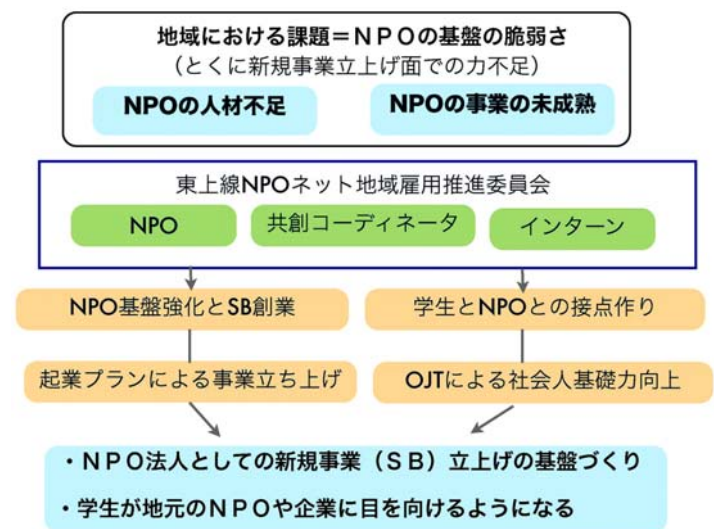 地域における課題＝ＮＰＯの基盤の脆弱さ
（とくに新規事業立上げ面での力不足）
NPOの人材不足
NPOの事業の未成熟
東上線NPOネット地域雇用推進委員会
NPO
共創コーディネータ
インターン
NPO基盤強化とSB創業
学生とNPOとの接点作り
起業プランによる事業立ち上げ
OJTによる社会人基礎力向上
・ＮＰＯ法人としての新規事業（ＳＢ）立上げの基盤づくり
・学生が地元のＮＰＯや企業に目を向けるようになる